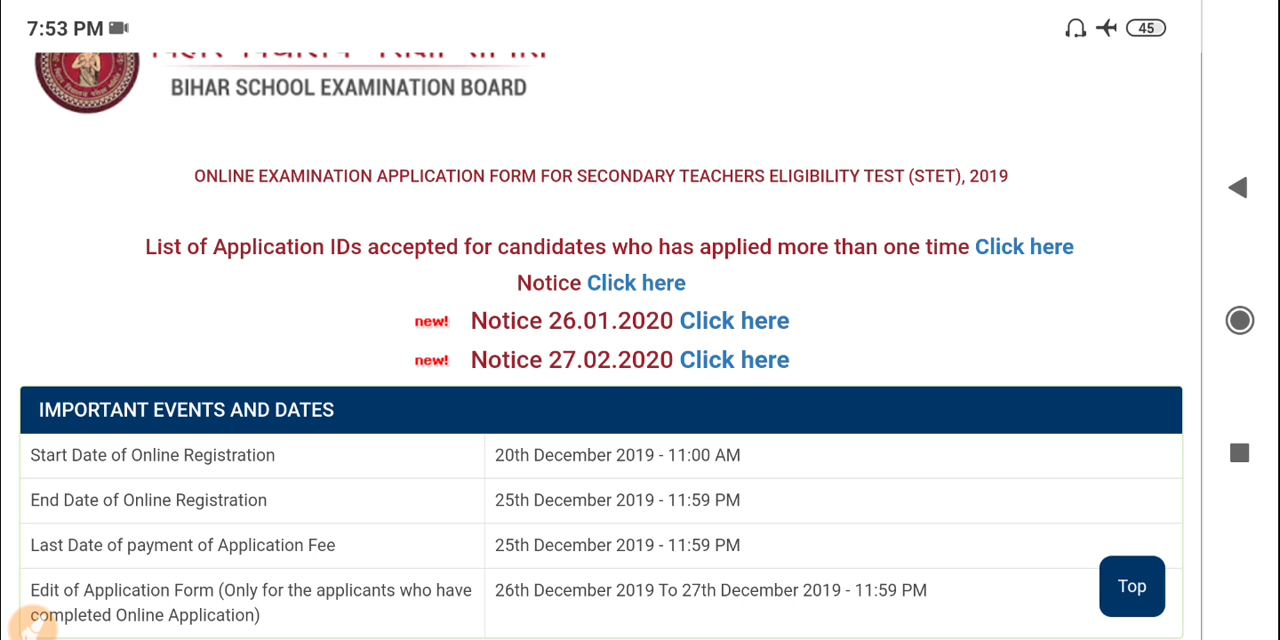 7:53 PM
45
BIHAR SCHOOL EXAMINATION BOARD
ONLINE EXAMINATION APPLICATION FORM FOR SECONDARY TEACHERS ELIGIBILITY TEST (STET), 2019
List of Application IDs accepted for candidates who has applied more than one time Click here
Notice Click here
new! Notice 26.01.2020 Click here
new! Notice 27.02.2020 Click here
IMPORTANT EVENTS AND DATES
Start Date of Online Registration 20th December 2019 - 11:00 AM
End Date of Online Registration 25th December 2019 - 11:59 PM
Last Date of payment of Application Fee 25th December 2019 - 11:59 PM
Edit of Application Form (Only for the applicants who have 26th December 2019 To 27th December 2019 - 11:59 PM
completed Online Application)
Top